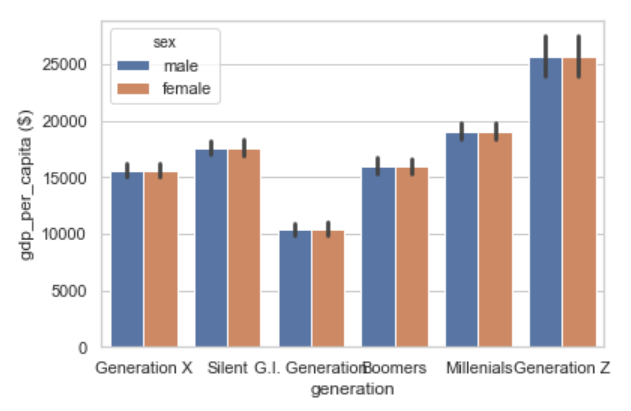 sex
male
female
25000
20000
15000
10000
5000
0
gdp_per_capita ($)
Generation X Silent G.I. Generation Boomers Millenials Generation Z
generation